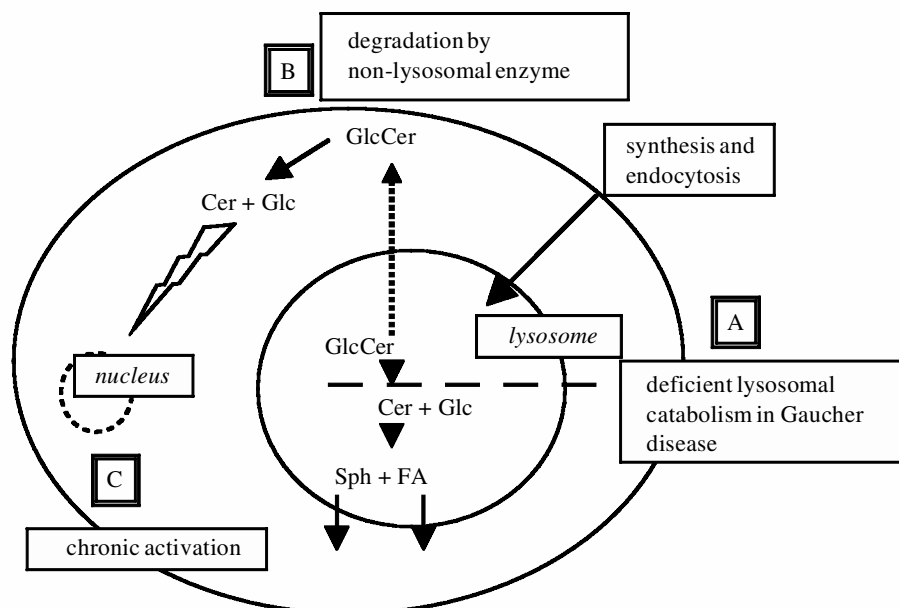 degradation by
non-lysosomal enzyme
B
GlcCer
synthesis and
endocytosis
Cer + Glc
A
lysosome
GlcCer
nucleus
deficient lysosomal
catabolism in Gaucher
disease
Cer + Glc
C
Sph + FA
chronic activation